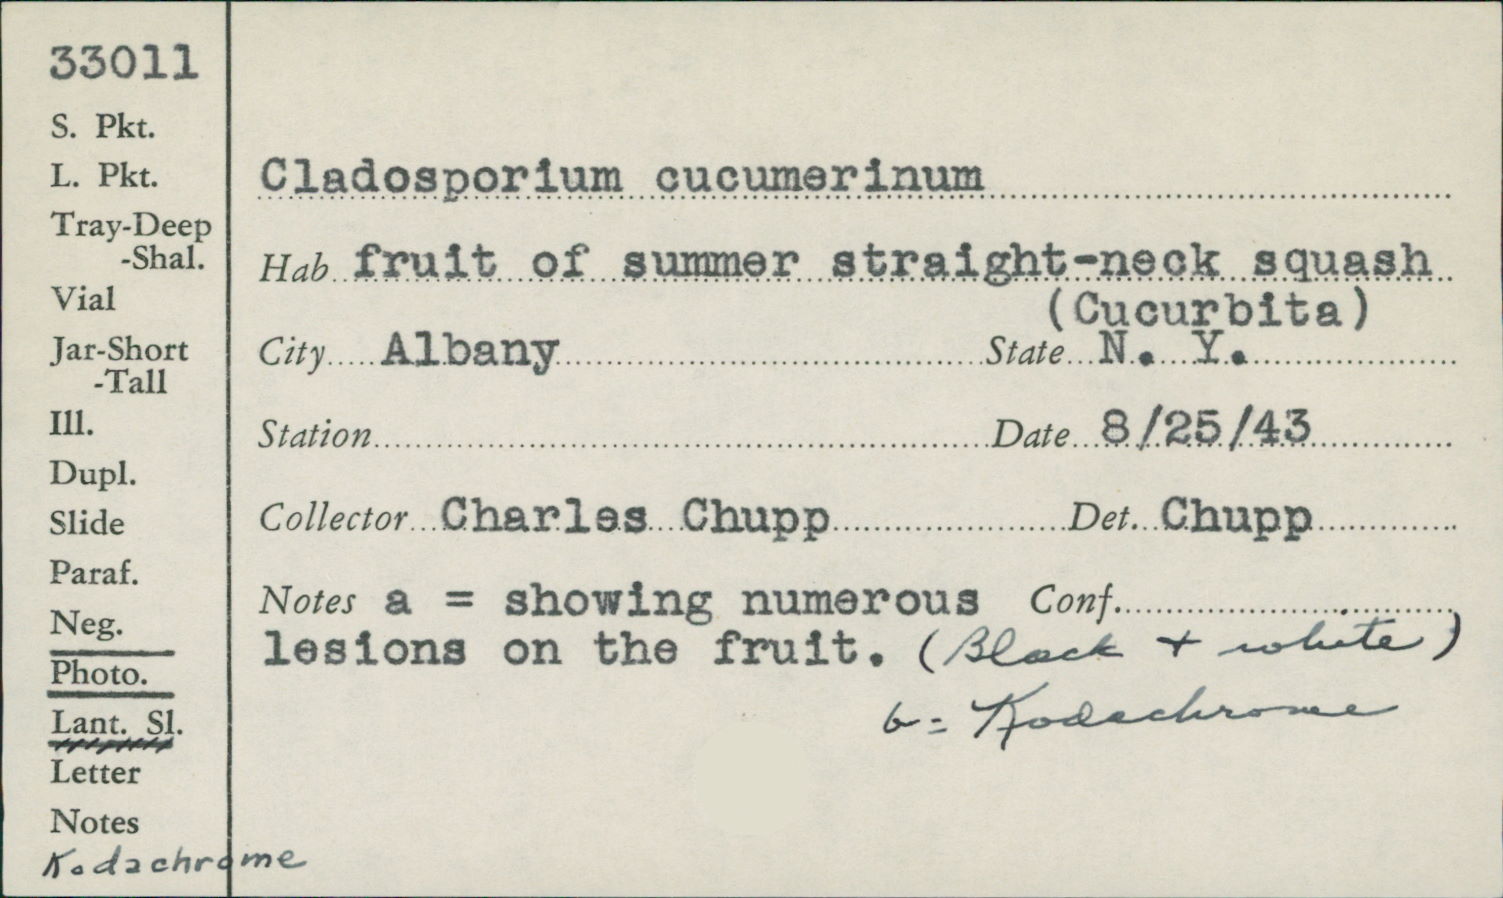 33011
S. Pkt.
L. Pkt.
Tray-Deep
-Shal.
Vial
Jar-Short
-Tall
Ill.
Dupl.
Slide
Paraf.
Neg.
Photo.
Lant. Sl.
Letter
Notes
Kodachrome
Cladosporium cucumerinum
Hab fruit of summer straight-neck squash
(Cucurbita)
City Albany State N. Y.
Station Date 8/25/43
Collector Charles Chupp Det. Chupp
Notes a = showing numerous Conf.
lesions on the fruit. (Black + white)
b = Kodachrome